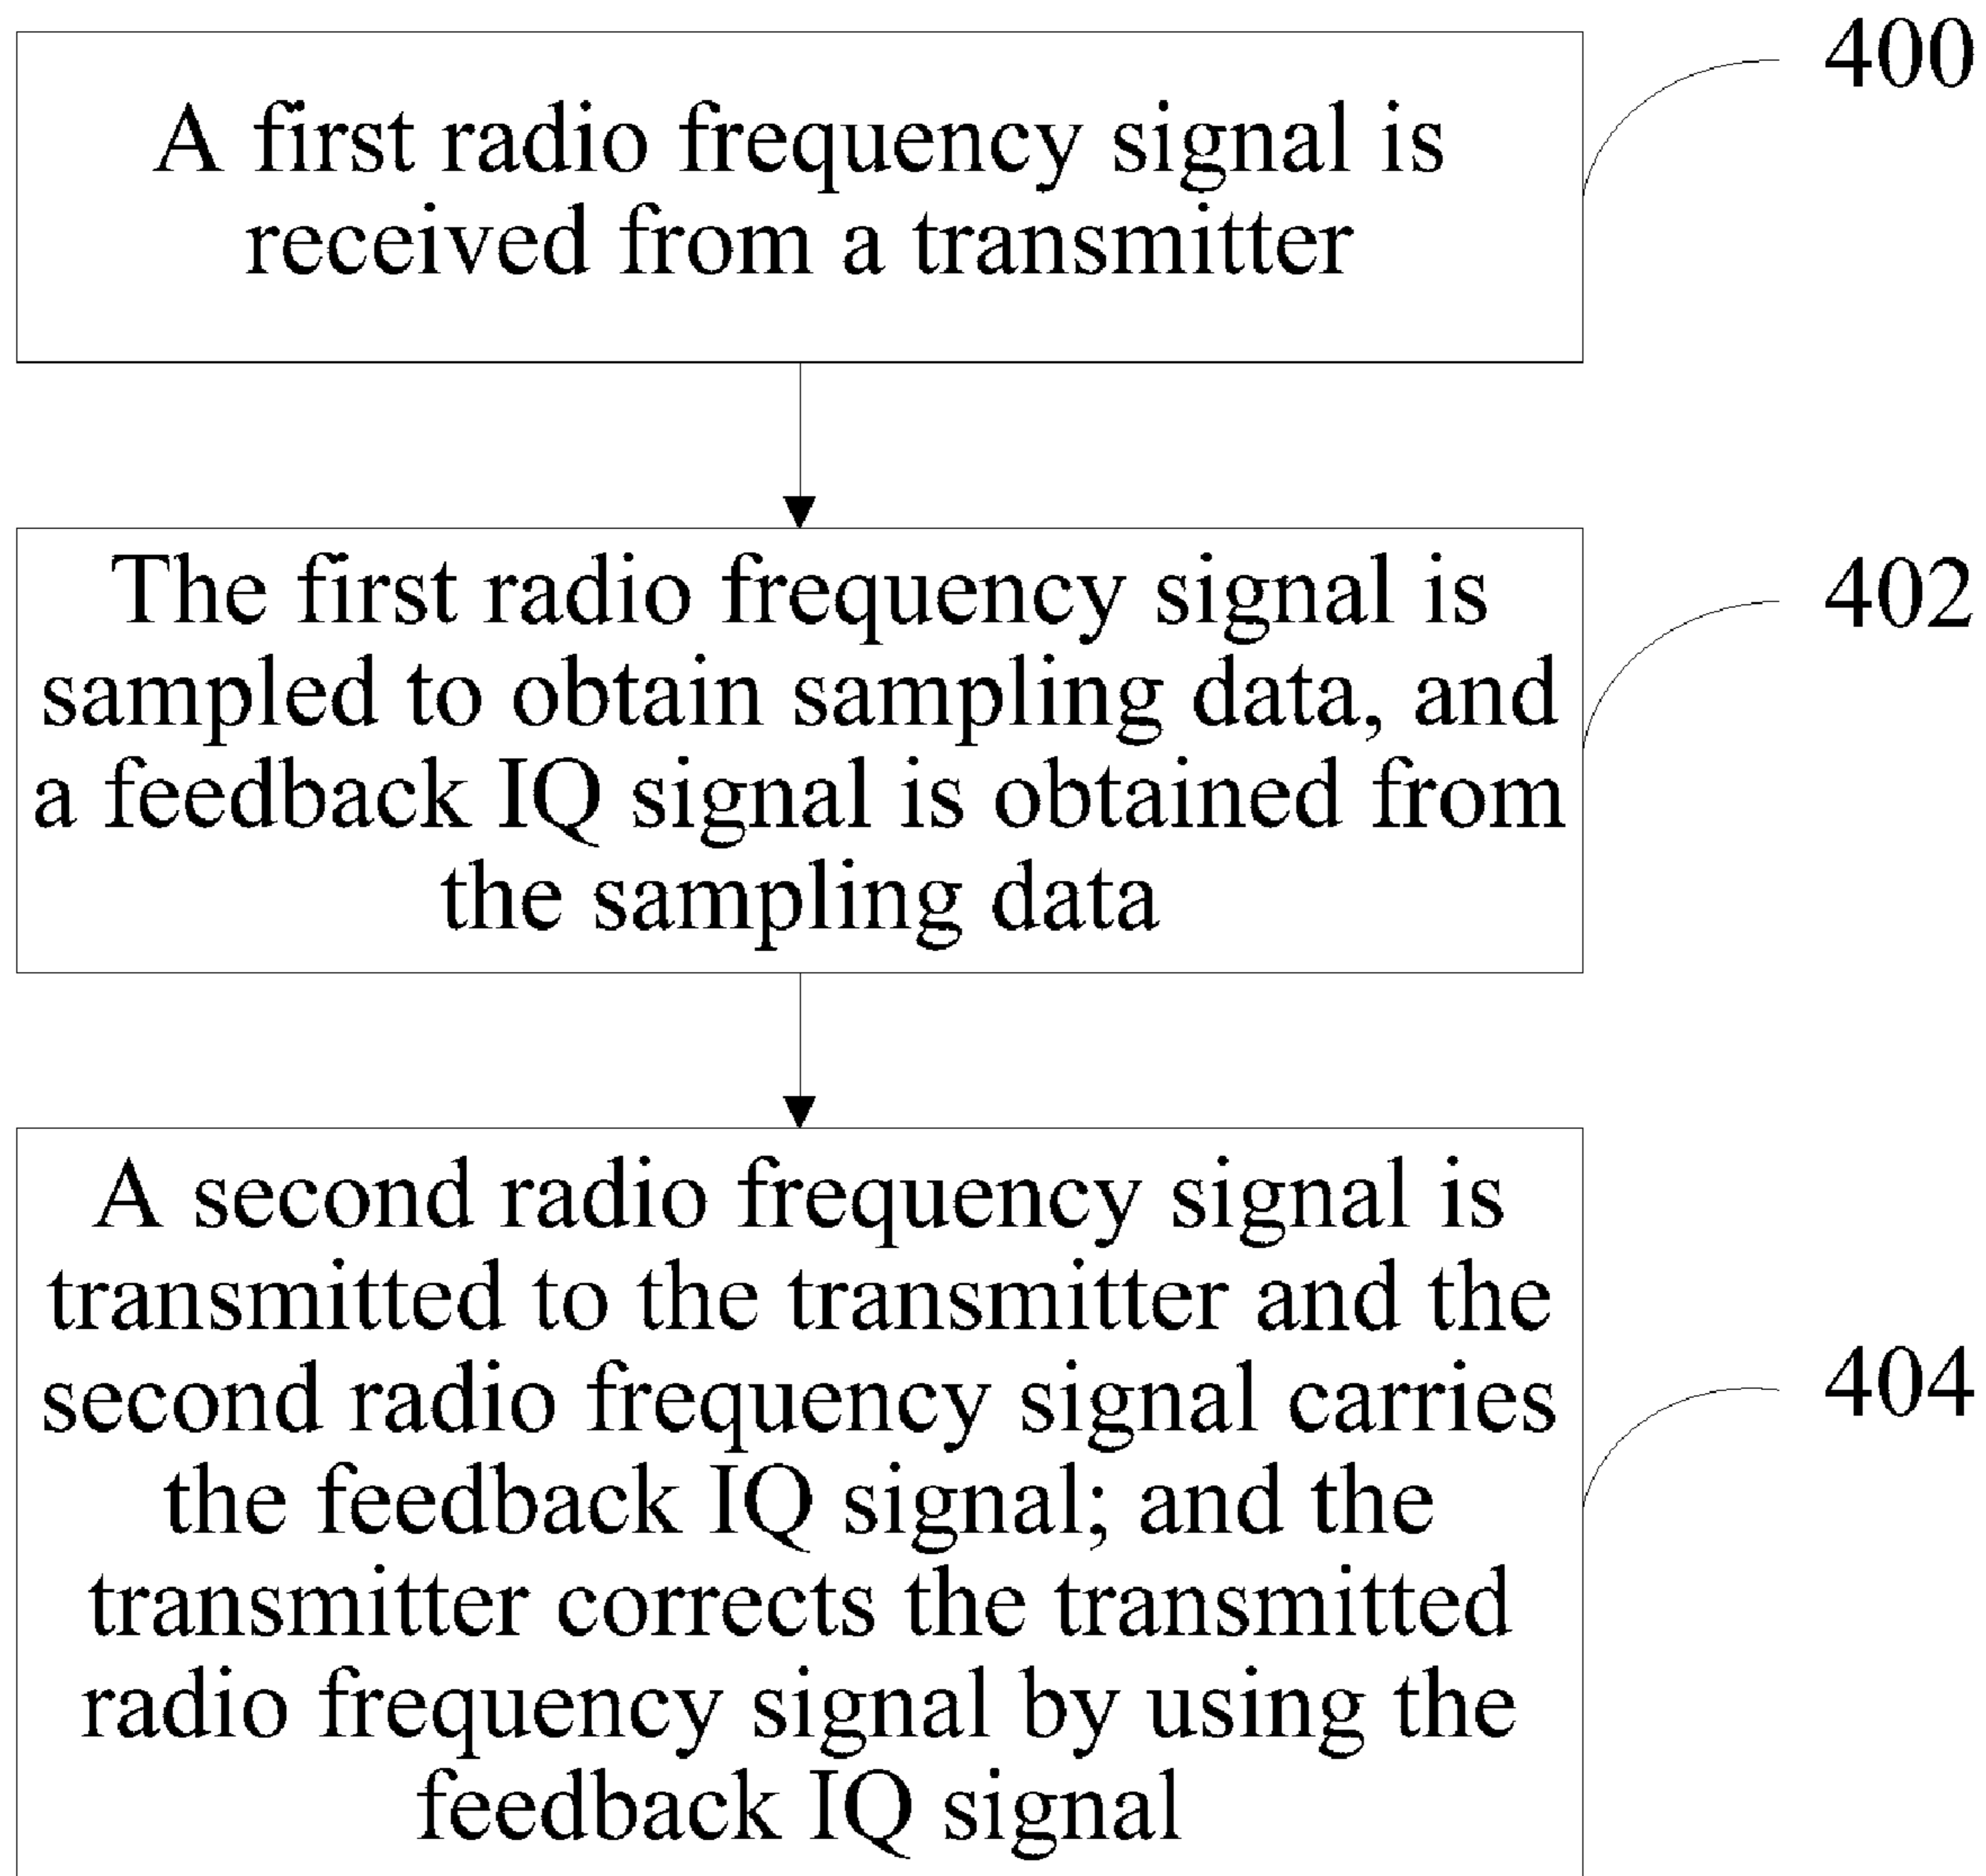 400
A first radio frequency signal is
received from a transmitter
402
The first radio frequency signal is
sampled to obtain sampling data, and
a feedback IQ signal is obtained from
the sampling data
A second radio frequency signal is
transmitted to the transmitter and the
second radio frequency signal carries
404
the feedback IQ signal; and the
transmitter corrects the transmitted
radio frequency signal by using the
feedback IQ signal